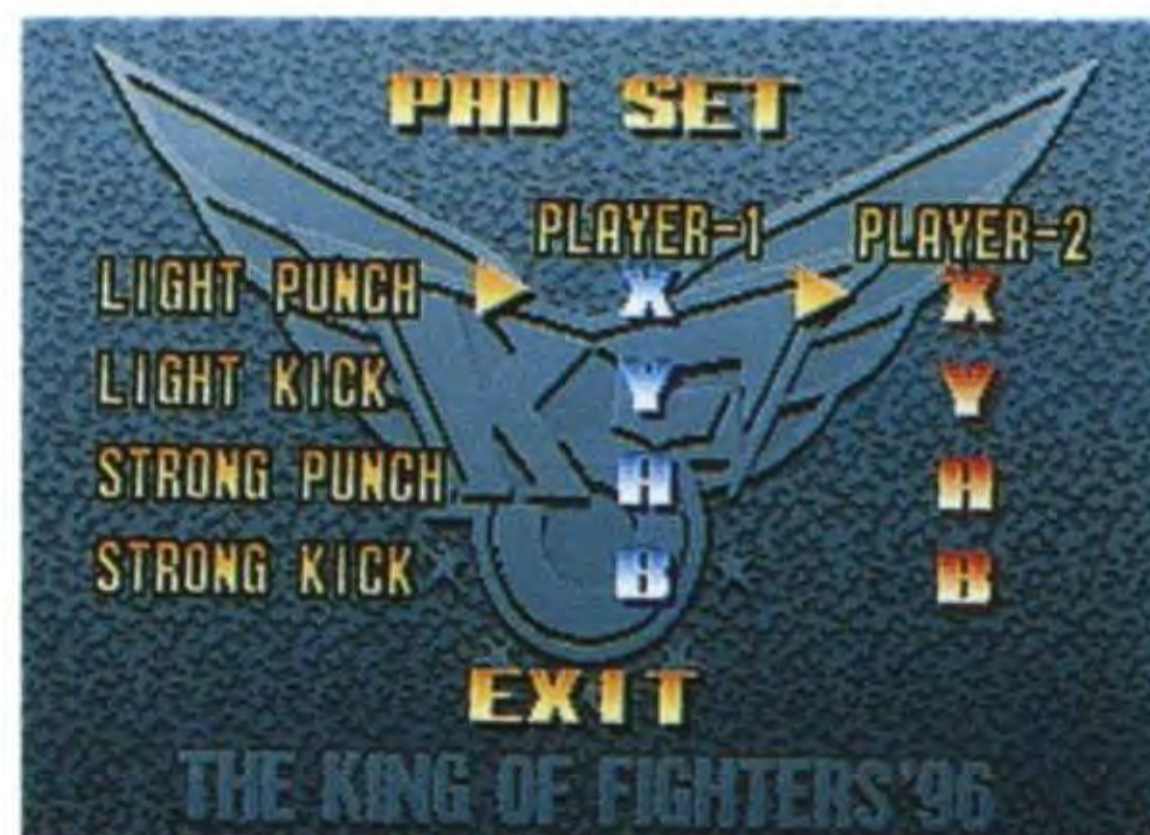 PAD SET
PLAYER-1 PLAYER-2
LIGHT PUNCH X X
LIGHT KICK Y Y
STRONG PUNCH A A
STRONG KICK B B
EXIT
THE KING OF FIGHTERS'96